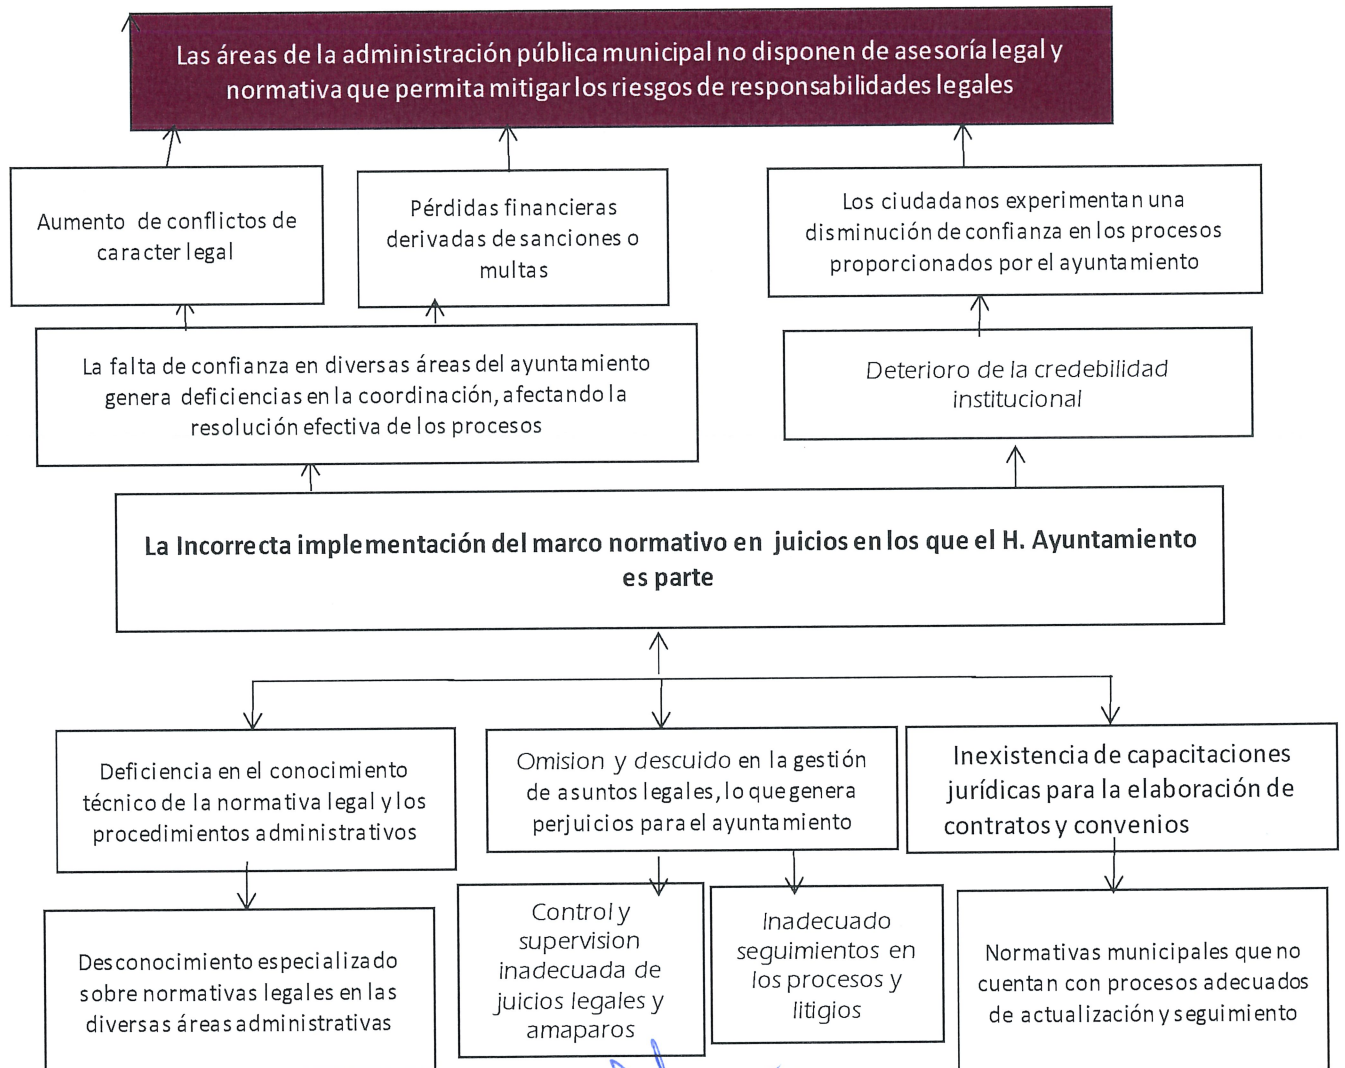 Las áreas de la administración pública municipal no disponen de asesoría legal y
normativa que permita mitigar los riesgos de responsabilidades legales
Aumento de conflictos de
caracter legal
Pérdidas financieras
derivadas de sanciones o
multas
Los ciudadanos experimentan una
disminución de confianza en los procesos
proporcionados por el ayuntamiento
La falta de confianza en diversas áreas del ayuntamiento
genera deficiencias en la coordinación, afectando la
resolución efectiva de los procesos
Deterioro de la credibilidad
institucional
La Incorrecta implementación del marco normativo en juicios en los que el H. Ayuntamiento
es parte
Deficiencia en el conocimiento
técnico de la normativa legal y los
procedimientos administrativos
Omision y descuido en la gestión
de asuntos legales, lo que genera
perjuicios para el ayuntamiento
Inexistencia de capacitaciones
jurídicas para la elaboración de
contratos y convenios
Desconocimiento especializado
sobre normativas legales en las
diversas áreas administrativas
Control y
supervision
inadecuada de
juicios legales y
amaparos
Inadecuado
seguimientos en
los procesos y
litigios
Normativas municipales que no
cuentan con procesos adecuados
de actualización y seguimiento